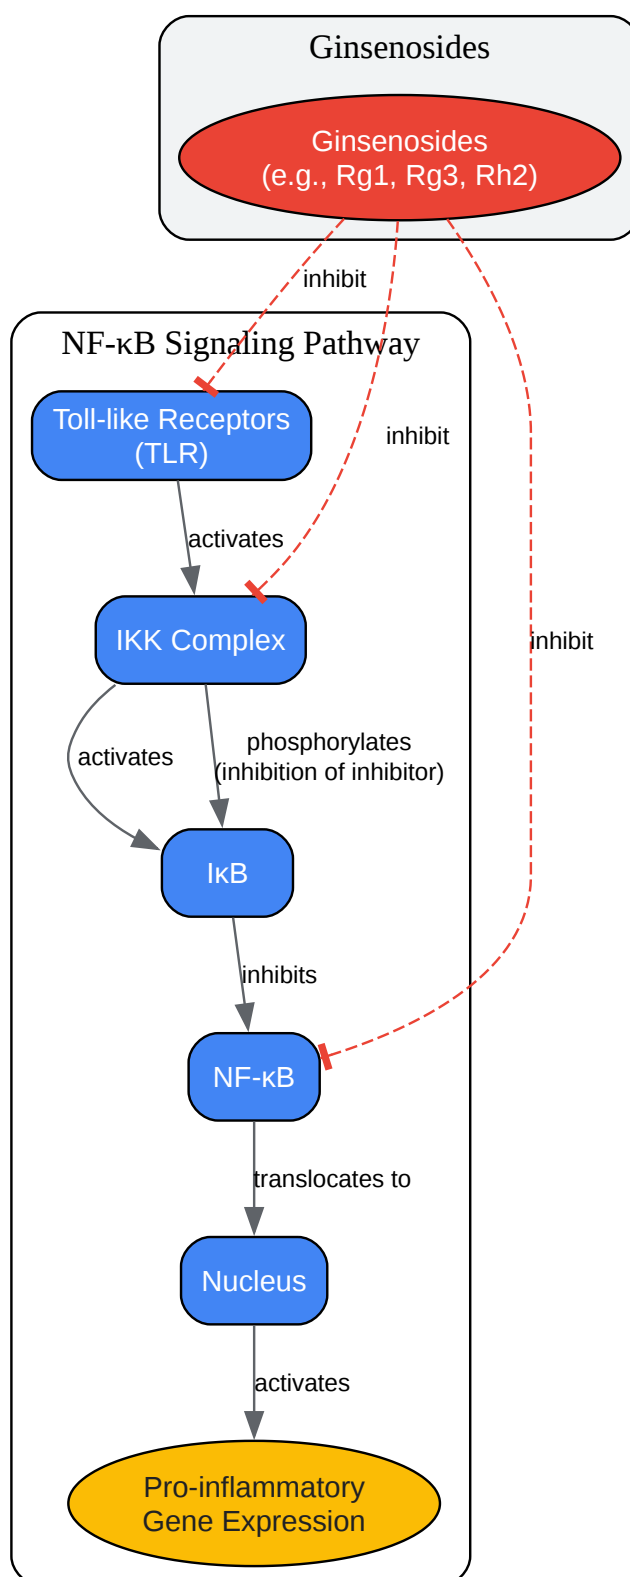 Ginsenosides
Ginsenosides
(e.g., Rg1, Rg3, Rh2)
inhibit
NF-κB Signaling Pathway
Toll-like Receptors
(TLR)
inhibit
activates
IKK Complex
inhibit
phosphorylates
activates
(inhibition of inhibitor)
IκB
inhibits
NF-κB
translocates to
Nucleus
activates
Pro-inflammatory
Gene Expression